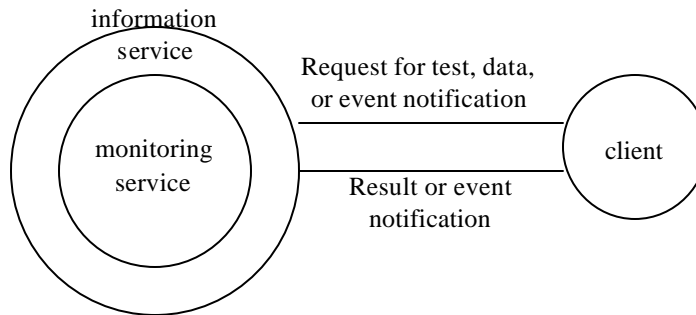 information
service
monitoring
service
Request for test, data,
or event notification
Result or event
notification
client